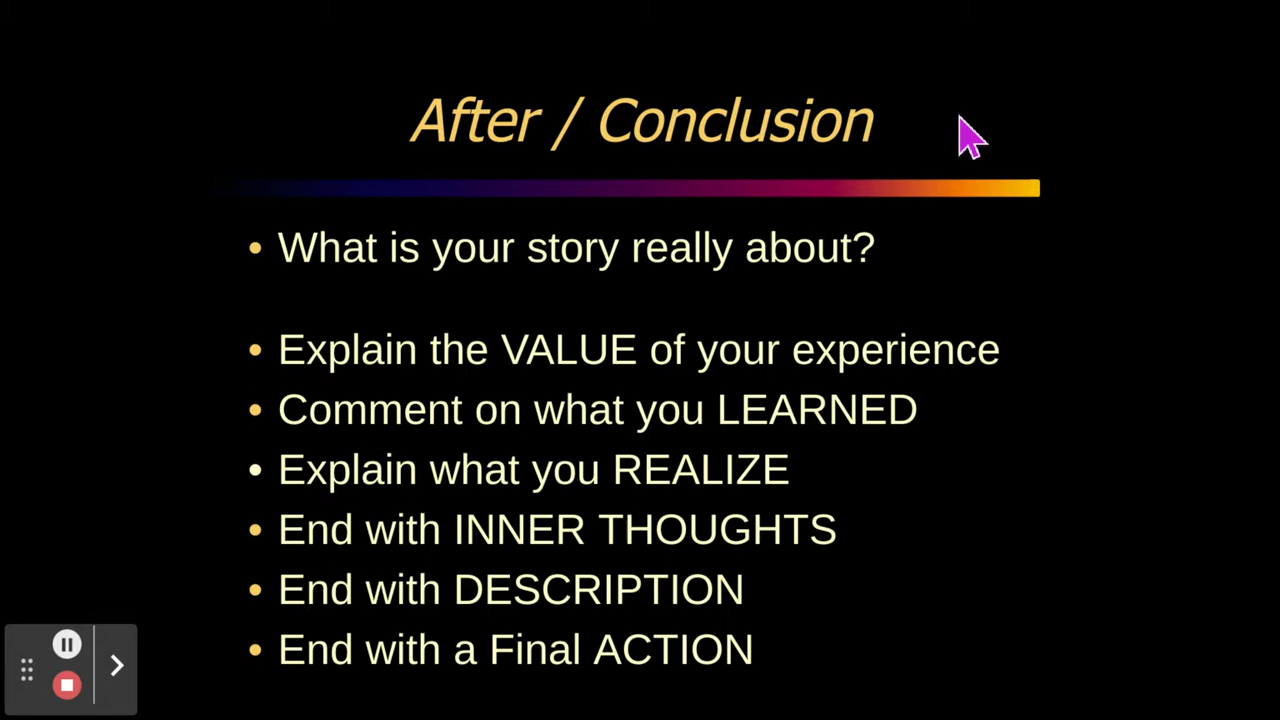 After / Conclusion
• What is your story really about?
• Explain the VALUE of your experience
• Comment on what you LEARNED
• Explain what you REALIZE
• End with INNER THOUGHTS
• End with DESCRIPTION
• End with a Final ACTION